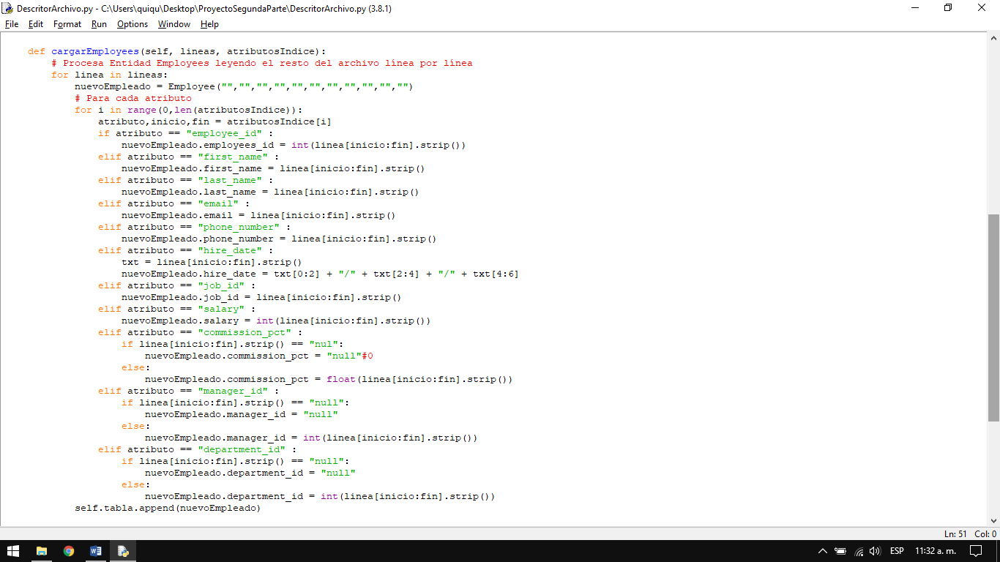 DescritorArchivo.py - C:\Users\quiqu\Desktop\ProyectoSegundaParte\DescritorArchivo.py (3.8.1)
File Edit Format Run Options Window Help
def cargarEmployees(self, lineas, atributosIndice):
    # Procesa Entidad Employees leyendo el resto del archivo línea por línea
    for linea in lineas:
        nuevoEmpleado = Employee("","","","","","","","","","","")
        # Para cada atributo
        for i in range(0,len(atributosIndice)):
            atributo,inicio,fin = atributosIndice[i]
            if atributo == "employee_id" :
                nuevoEmpleado.employees_id = int(linea[inicio:fin].strip())
            elif atributo == "first_name" :
                nuevoEmpleado.first_name = linea[inicio:fin].strip()
            elif atributo == "last_name" :
                nuevoEmpleado.last_name = linea[inicio:fin].strip()
            elif atributo == "email" :
                nuevoEmpleado.email = linea[inicio:fin].strip()
            elif atributo == "phone_number" :
                nuevoEmpleado.phone_number = linea[inicio:fin].strip()
            elif atributo == "hire_date" :
                txt = linea[inicio:fin].strip()
                nuevoEmpleado.hire_date = txt[0:2] + "/" + txt[2:4] + "/" + txt[4:6]
            elif atributo == "job_id" :
                nuevoEmpleado.job_id = linea[inicio:fin].strip()
            elif atributo == "salary" :
                nuevoEmpleado.salary = int(linea[inicio:fin].strip())
            elif atributo == "commission_pct" :
                if linea[inicio:fin].strip() == "nul":
                    nuevoEmpleado.commission_pct = "null"#0
                else:
                    nuevoEmpleado.commission_pct = float(linea[inicio:fin].strip())
            elif atributo == "manager_id" :
                if linea[inicio:fin].strip() == "null":
                    nuevoEmpleado.manager_id = "null"
                else:
                    nuevoEmpleado.manager_id = int(linea[inicio:fin].strip())
            elif atributo == "department_id" :
                if linea[inicio:fin].strip() == "null":
                    nuevoEmpleado.department_id = "null"
                else:
                    nuevoEmpleado.department_id = int(linea[inicio:fin].strip())
        self.tabla.append(nuevoEmpleado)
Ln: 51 Col: 0
ESP 11:32 a. m.